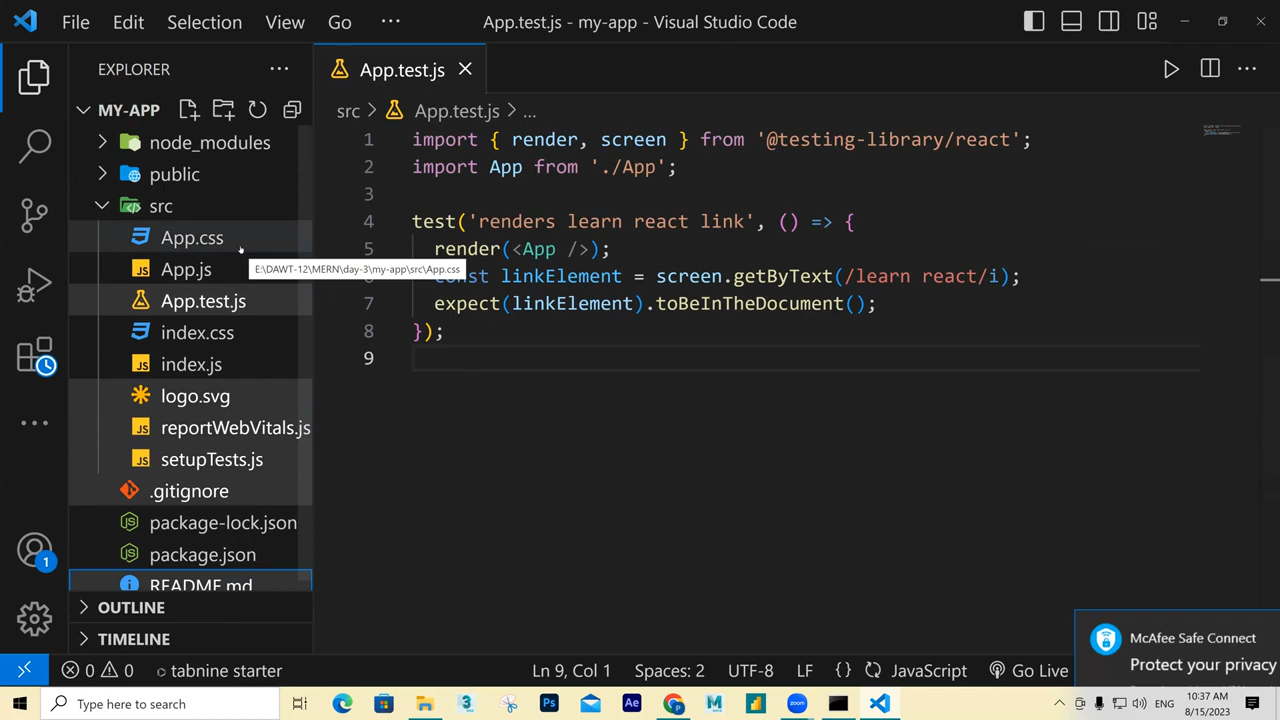 File Edit Selection View Go ··· App.test.js - my-app - Visual Studio Code
EXPLORER ···
MY-APP
node_modules
public
src
App.css
App.js
App.test.js
index.css
index.js
logo.svg
reportWebVitals.js
setupTests.js
.gitignore
package-lock.json
package.json
README.md
OUTLINE
TIMELINE
E:\DAWT-12\MERN\day-3\my-app\src\App.css
App.test.js
src > App.test.js > ...
1 import { render, screen } from '@testing-library/react';
2 import App from './App';
3
4 test('renders learn react link', () => {
5 render(<App />);
6 const linkElement = screen.getByText(/learn react/i);
7 expect(linkElement).toBeInTheDocument();
8 });
9
McAfee Safe Connect
Protect your privacy
1
0 0 tabnine starter Ln 9, Col 1 Spaces: 2 UTF-8 LF {} JavaScript Go Live
Type here to search
3
Ps
Ae
M
zoom
ENG
10:37 AM
8/15/2023